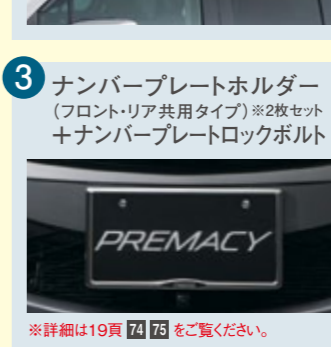 3 ナンバープレートホルダー
(フロント・リア共用タイプ)※2枚セット
+ナンバープレートロックボルト
PREMACY
※詳細は19頁 74 75 をご覧ください。